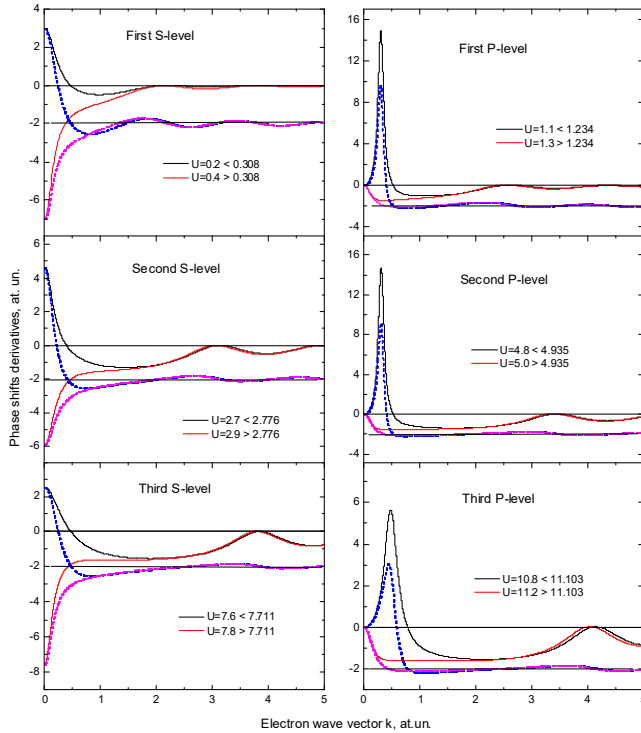 Phase shifts derivatives, at. un.
4
2
0
-2
-4
-6
-8
First S-level
U=0.2 < 0.308
U=0.4 > 0.308
16
12
8
4
0
-4
First P-level
U=1.1 < 1.234
U=1.3 > 1.234
6
4
2
0
-2
-4
-6
Second S-level
U=2.7 < 2.776
U=2.9 > 2.776
16
12
8
4
0
-4
Second P-level
U=4.8 < 4.935
U=5.0 > 4.935
2
0
-2
-4
-6
-8
Third S-level
U=7.6 < 7.711
U=7.8 > 7.711
0 1 2 3 4 5
8
6
4
2
0
-2
-4
Third P-level
U=10.8 < 11.103
U=11.2 > 11.103
0 1 2 3 4 5
Electron wave vector k, at.un.